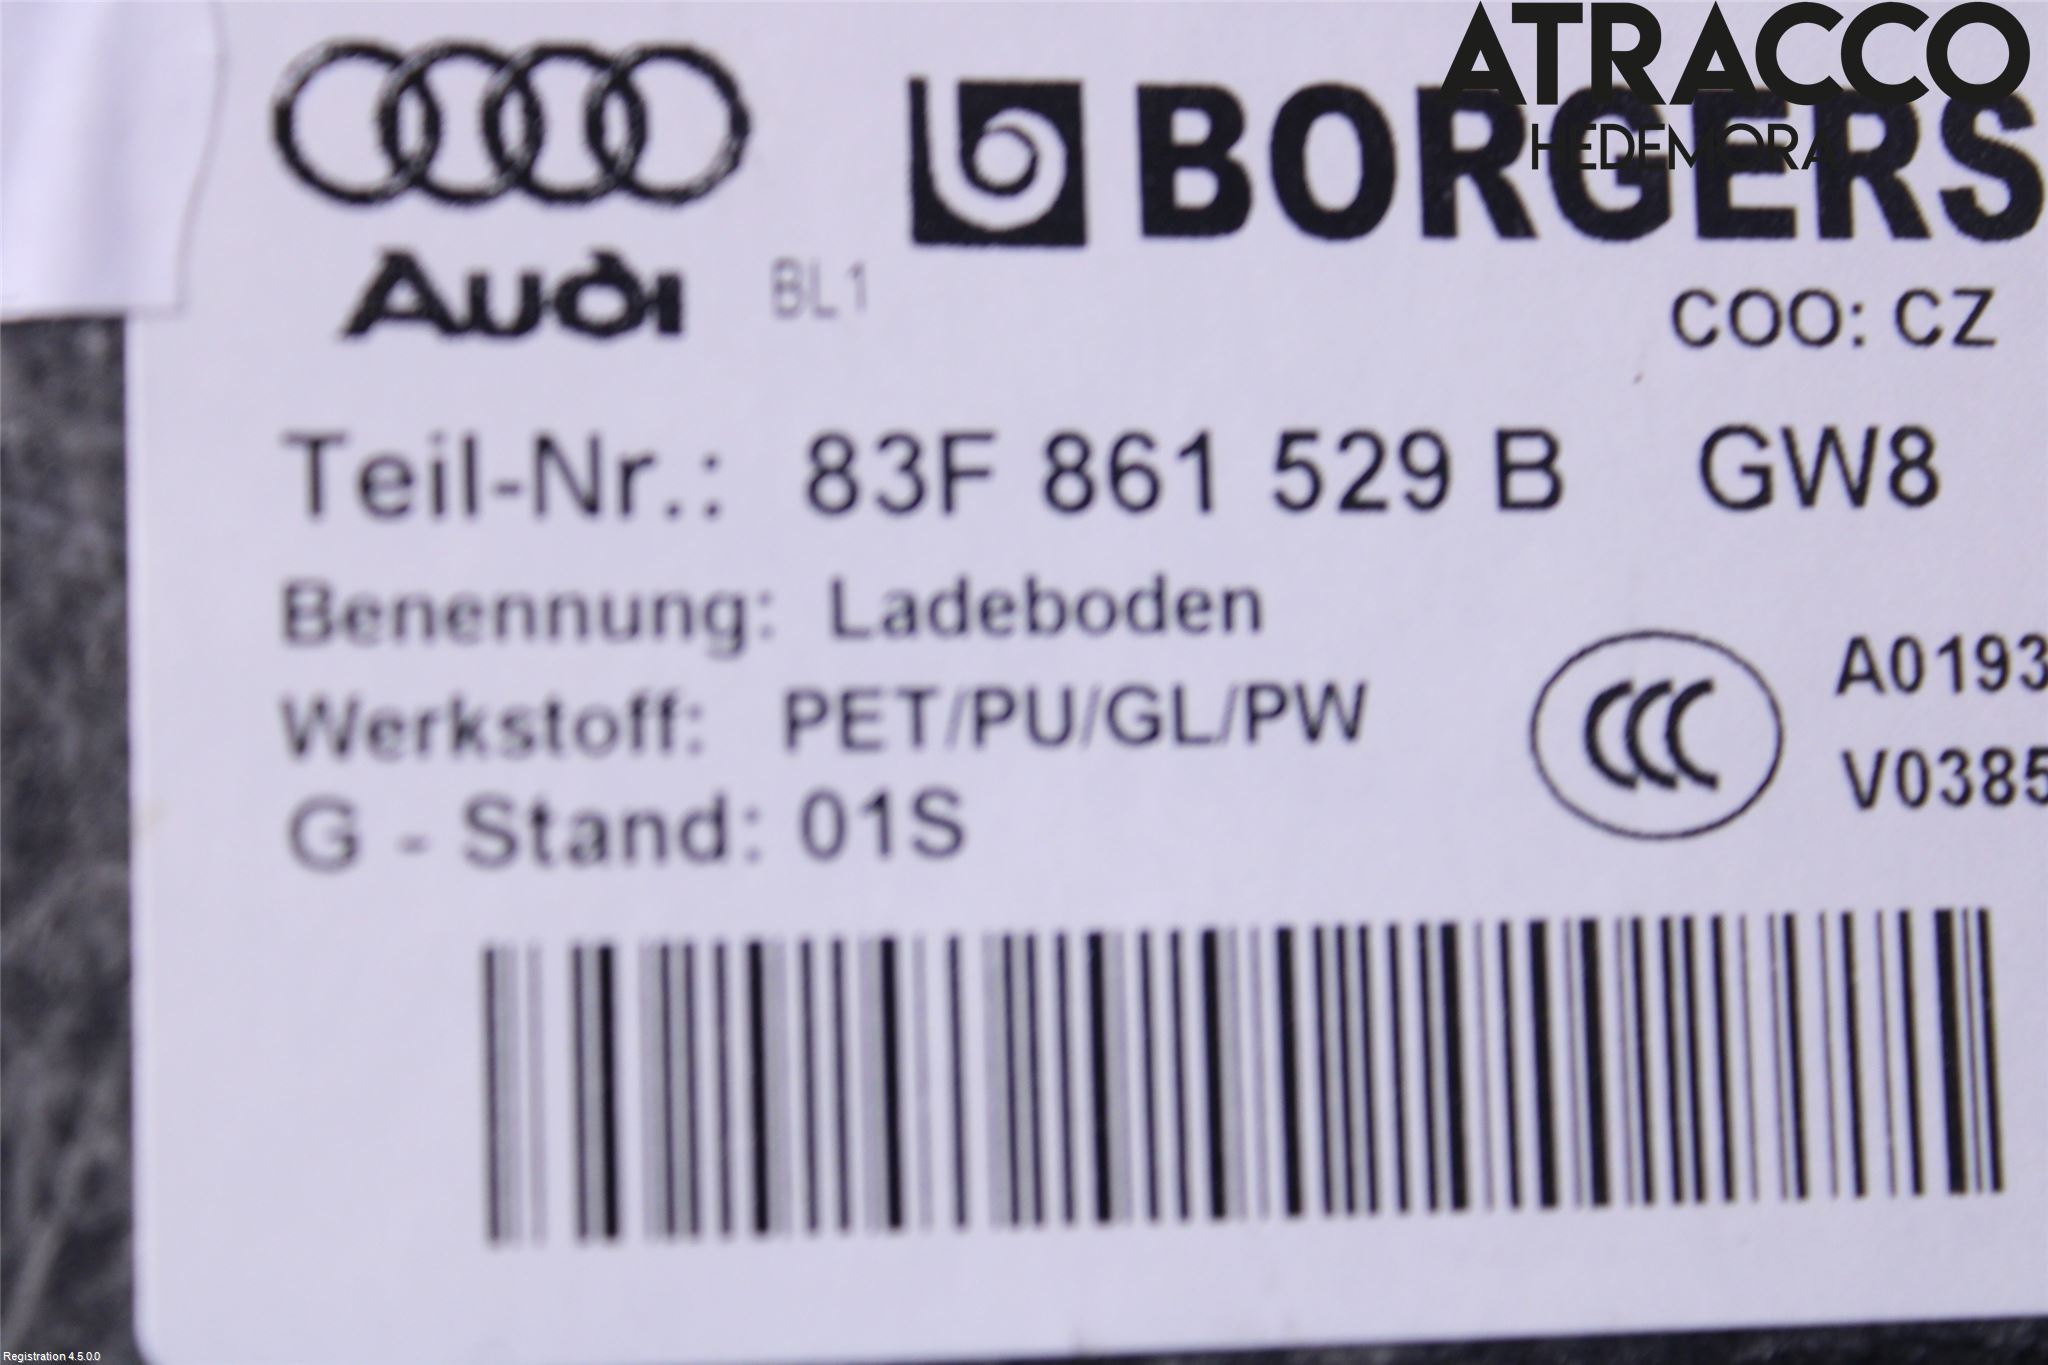 ATRACCO
HEDEMORA
BORGERS
Audi BL1
COO: CZ
Teil-Nr.: 83F 861 529 B GW8
Benennung: Ladeboden
Werkstoff: PET/PU/GL/PW
G - Stand: 01S
CCC
A0193
V0385
Registration 4.5.0.0